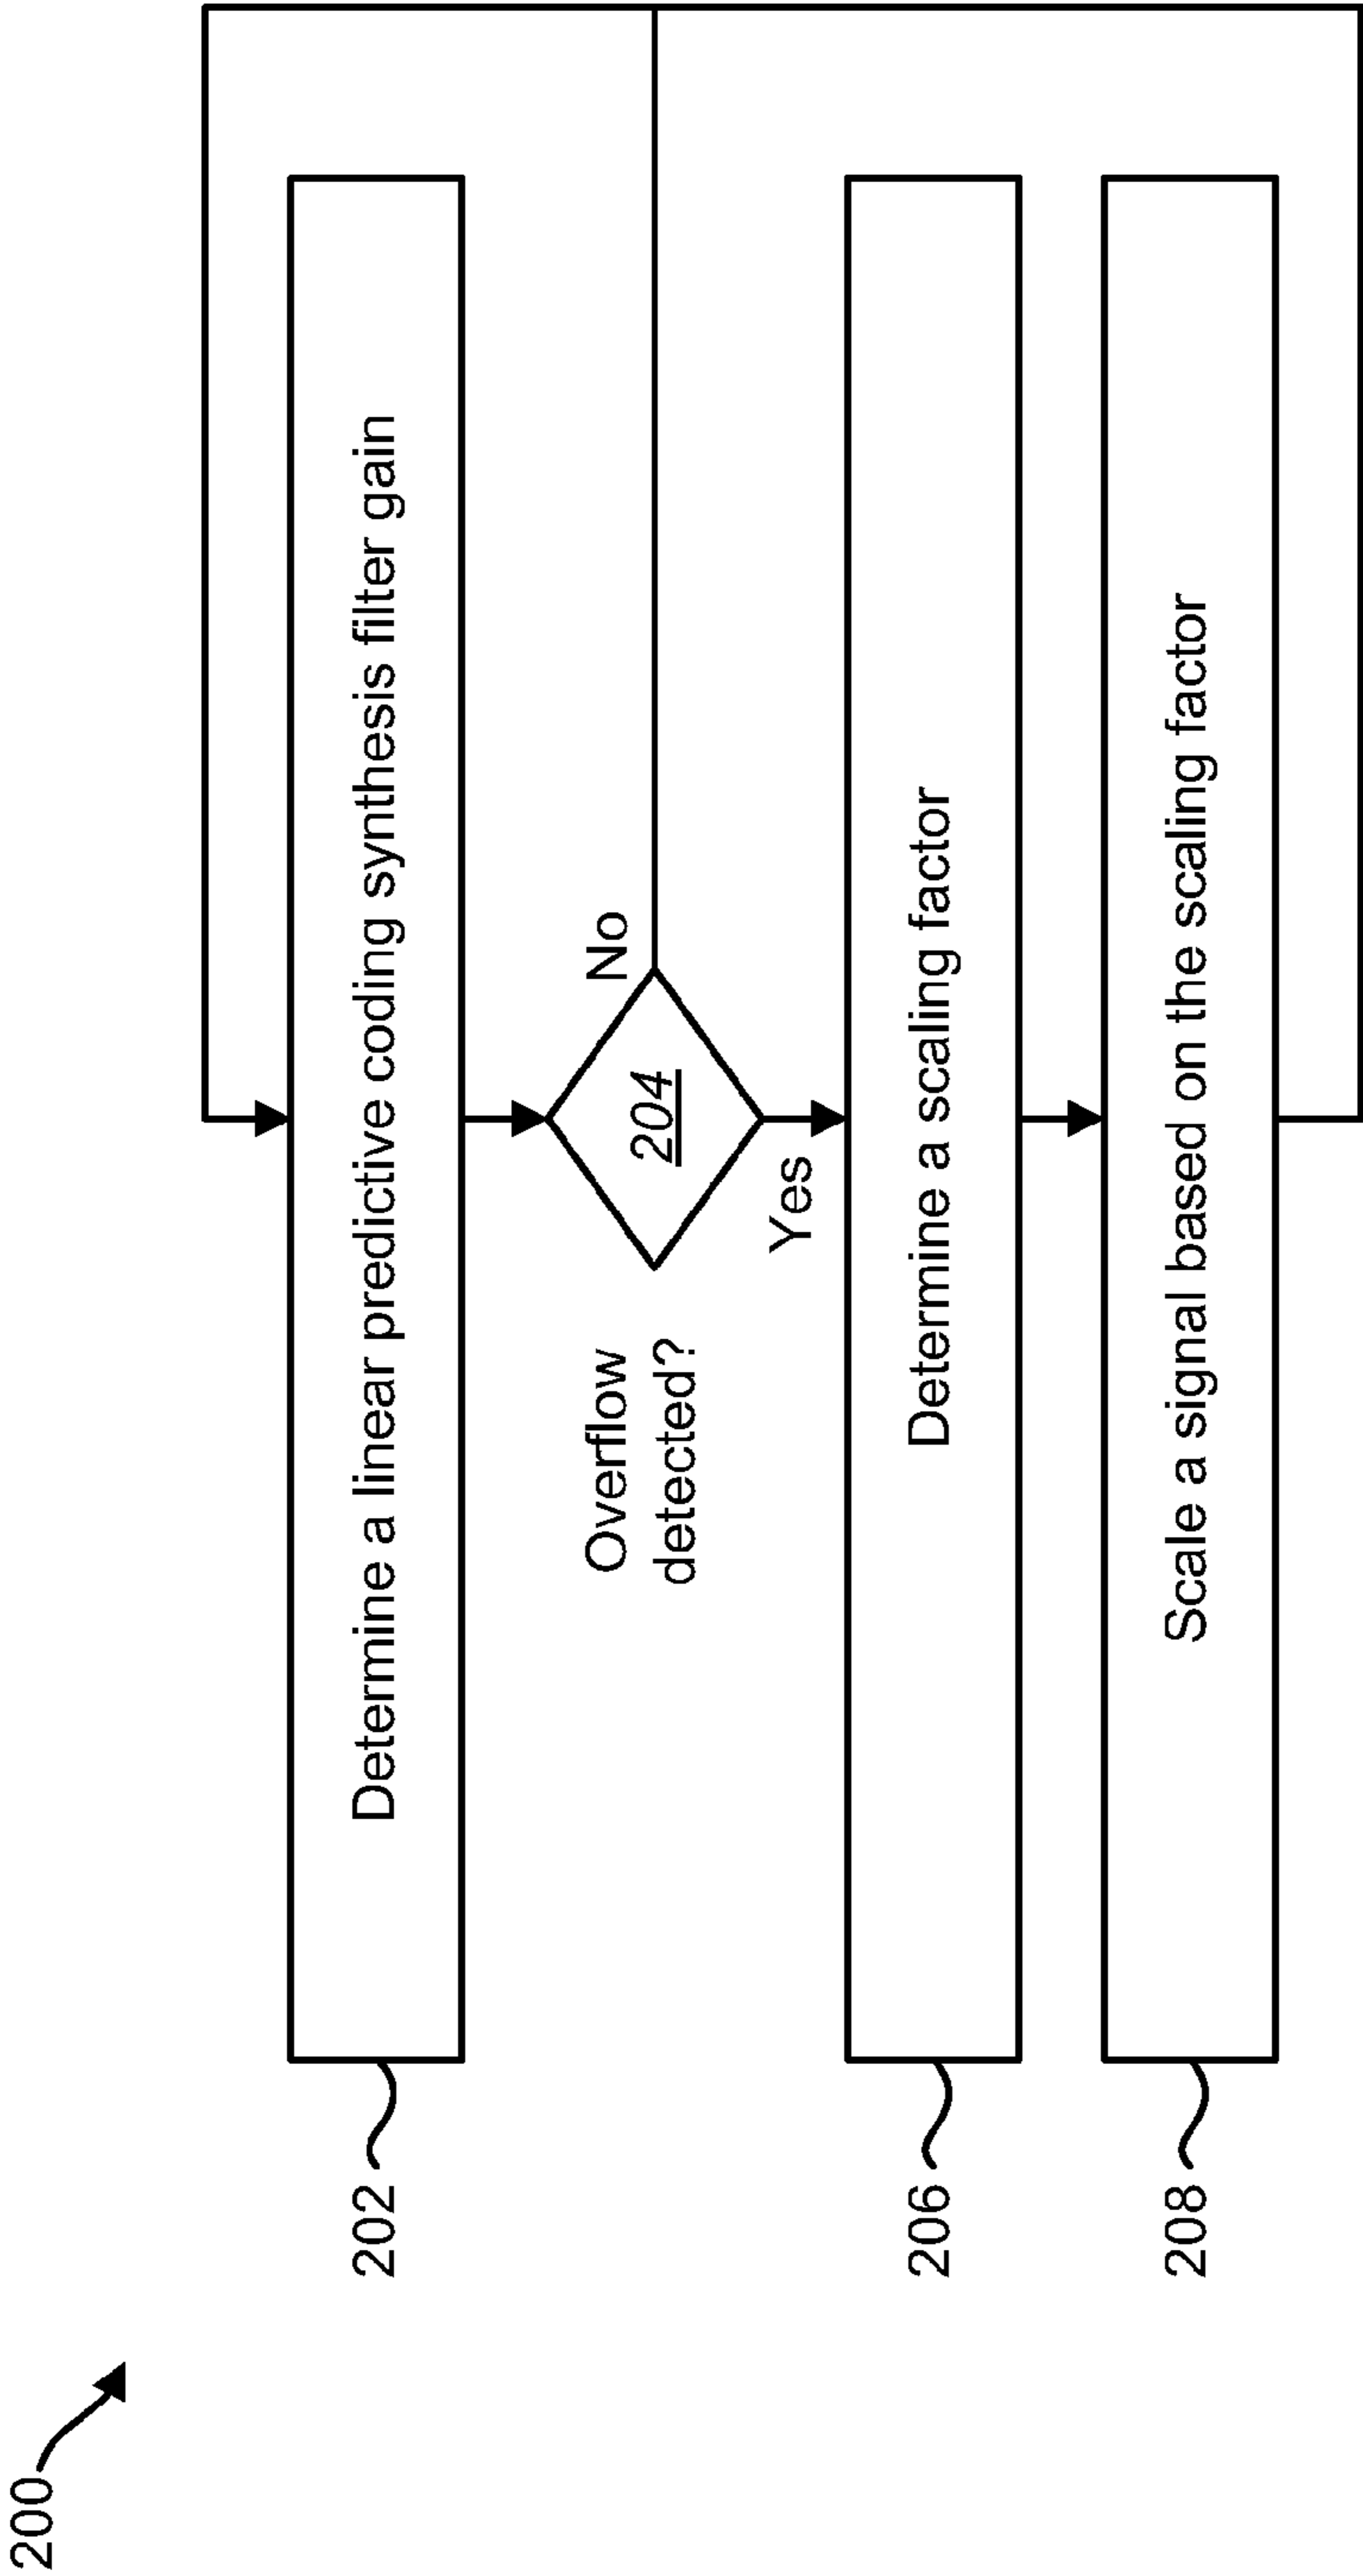 200
202
Determine a linear predictive coding synthesis filter gain
Overflow
detected?
204
No
Yes
206
Determine a scaling factor
208
Scale a signal based on the scaling factor